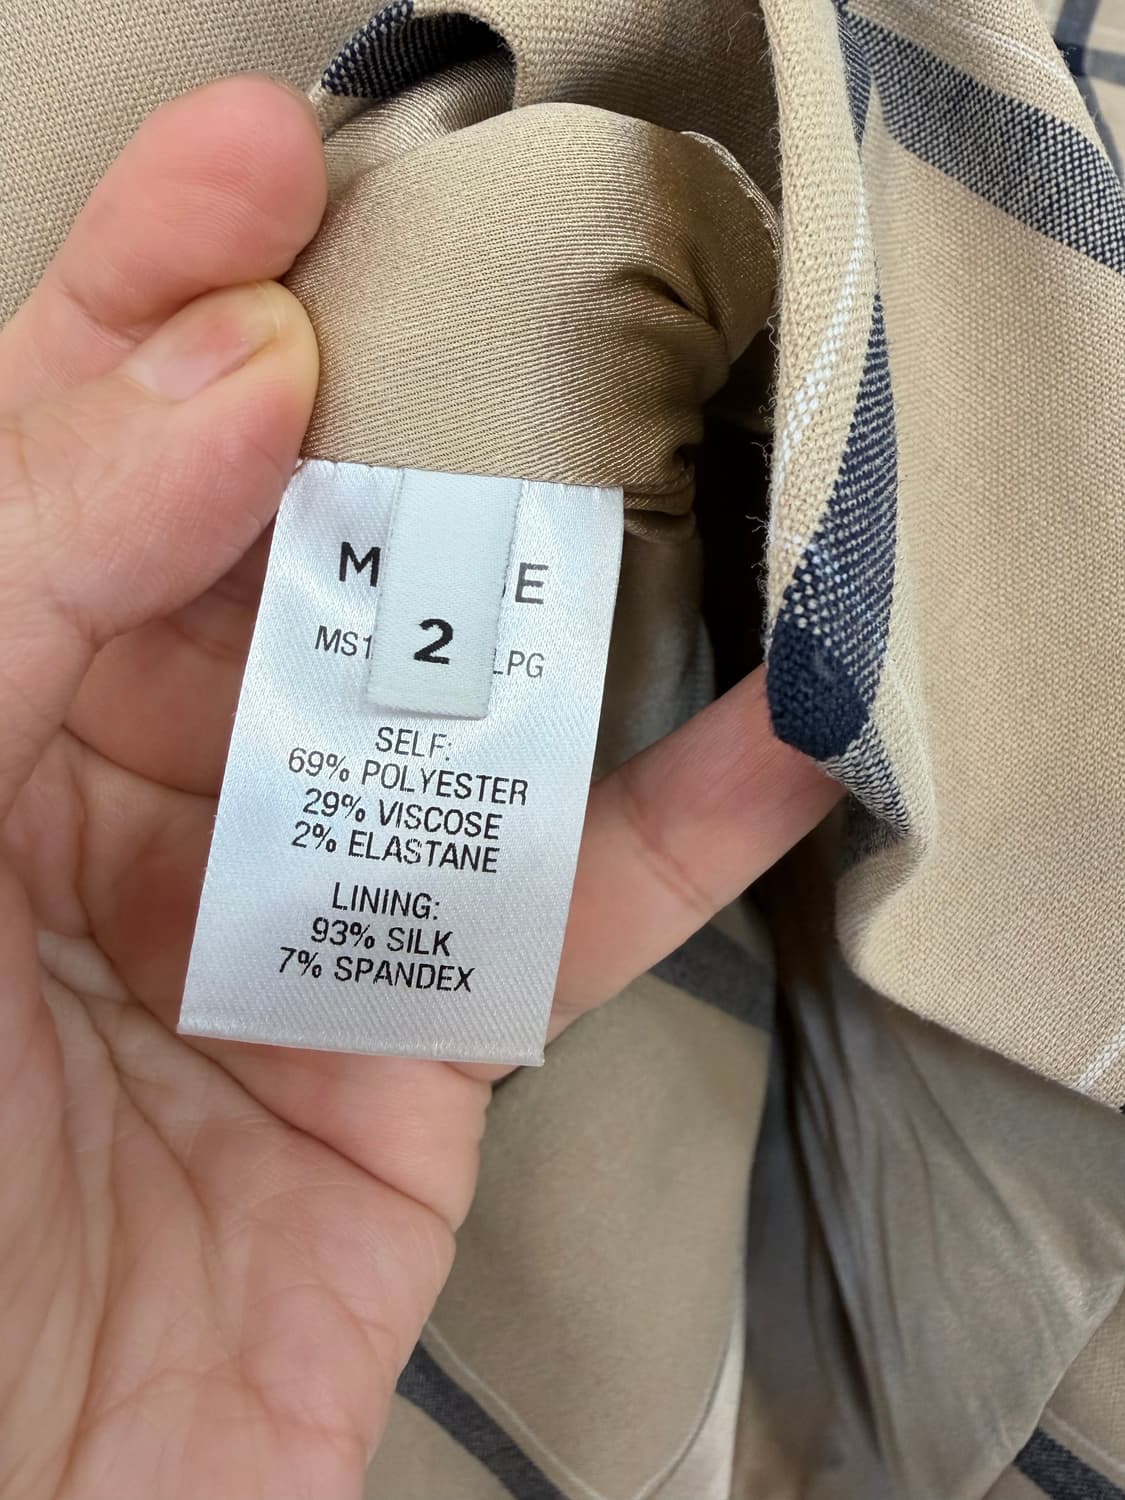 M E
2
MS1 LPG
SELF:
69% POLYESTER
29% VISCOSE
2% ELASTANE
LINING:
93% SILK
7% SPANDEX